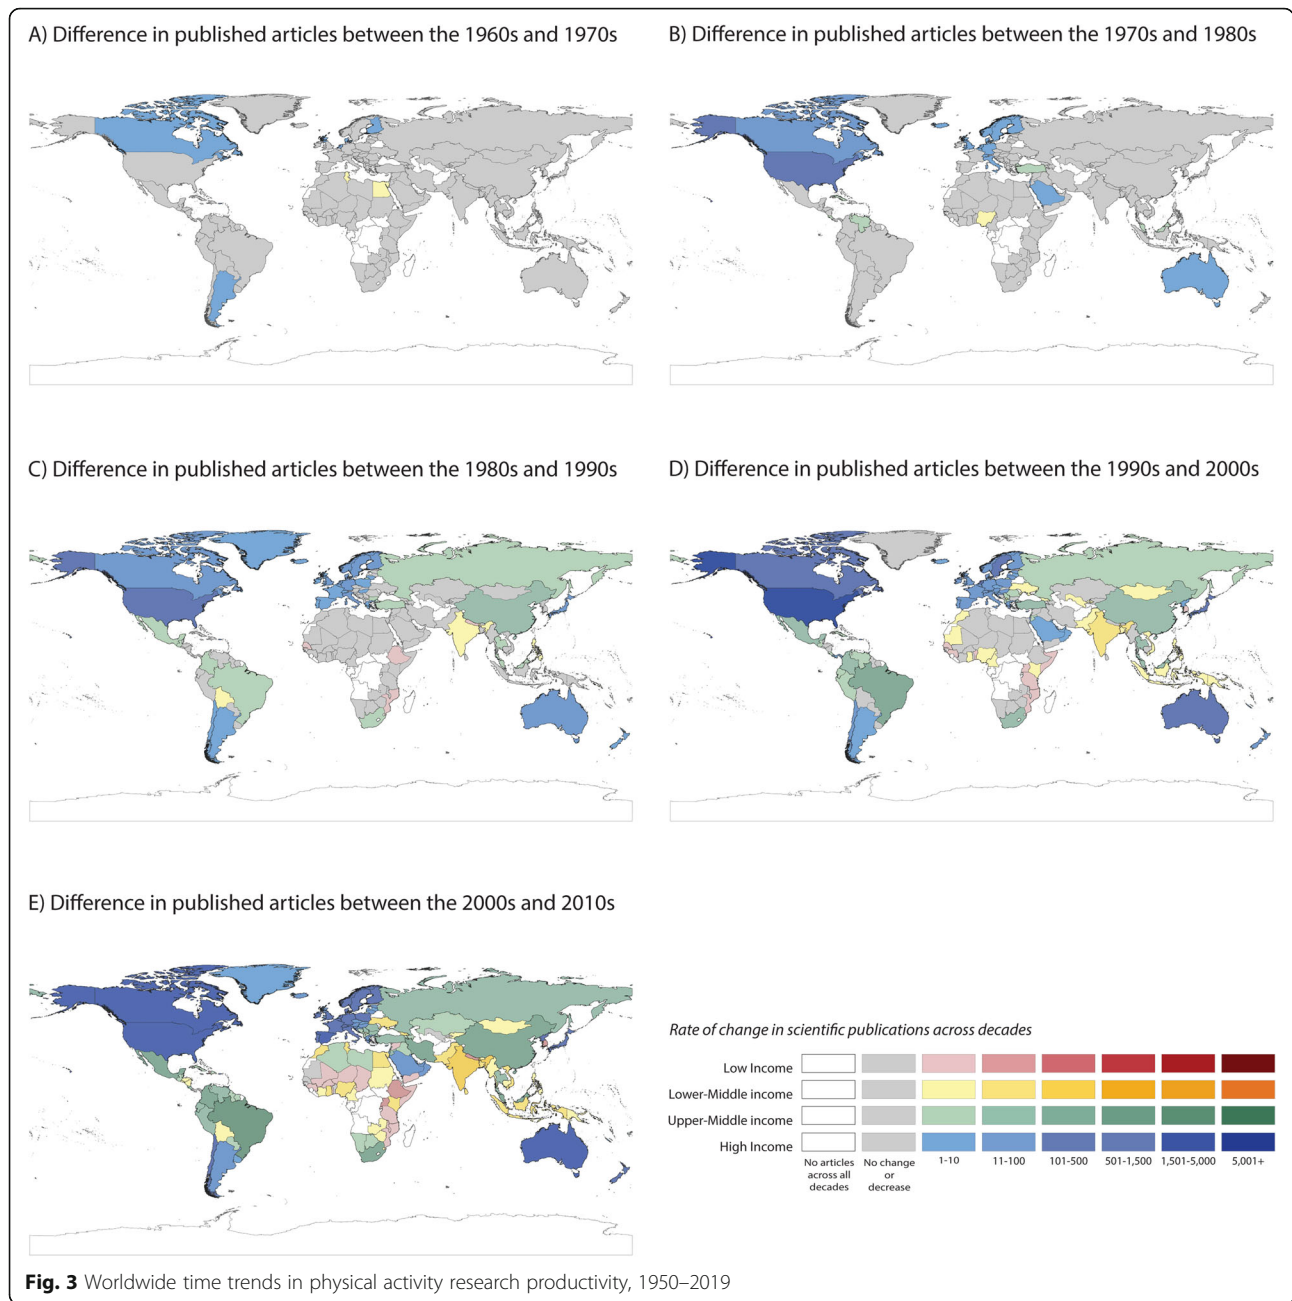 A) Difference in published articles between the 1960s and 1970s
B) Difference in published articles between the 1970s and 1980s
C) Difference in published articles between the 1980s and 1990s
D) Difference in published articles between the 1990s and 2000s
E) Difference in published articles between the 2000s and 2010s
Rate of change in scientific publications across decades
Low Income
Lower-Middle income
Upper-Middle income
High Income
No articles
across all
decades
No change
or
decrease
1-10
11-100
101-500
501-1,500
1,501-5,000
5,001+
Fig. 3 Worldwide time trends in physical activity research productivity, 1950–2019